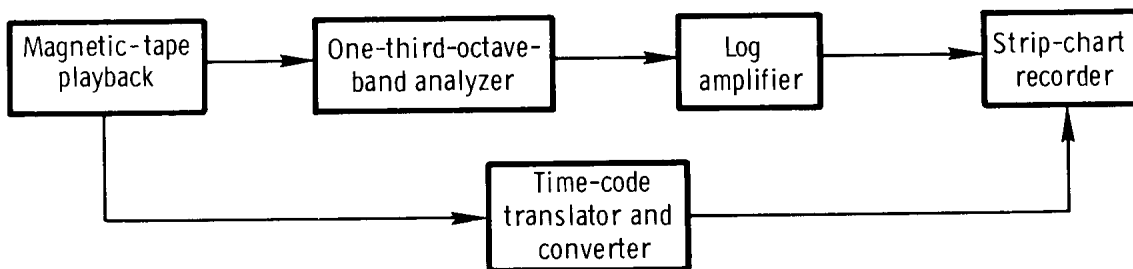 Magnetic-tape
playback
One-third-octave-
band analyzer
Log
amplifier
Strip-chart
recorder
Time-code
translator and
converter